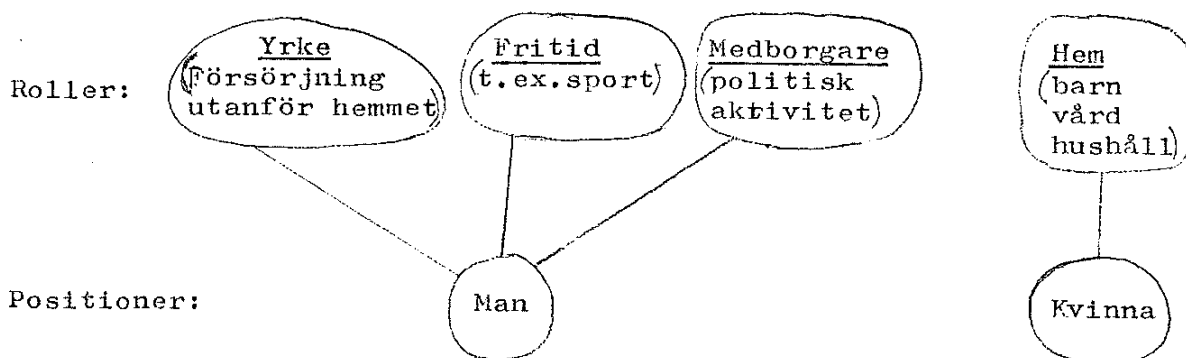 Roller:
Yrke
(Försörjning
utanför hemmet)
Fritid
(t.ex.sport)
Medborgare
(politisk
aktivitet)
Hem
(barn
vård
hushåll)
Positioner:
Man
Kvinna